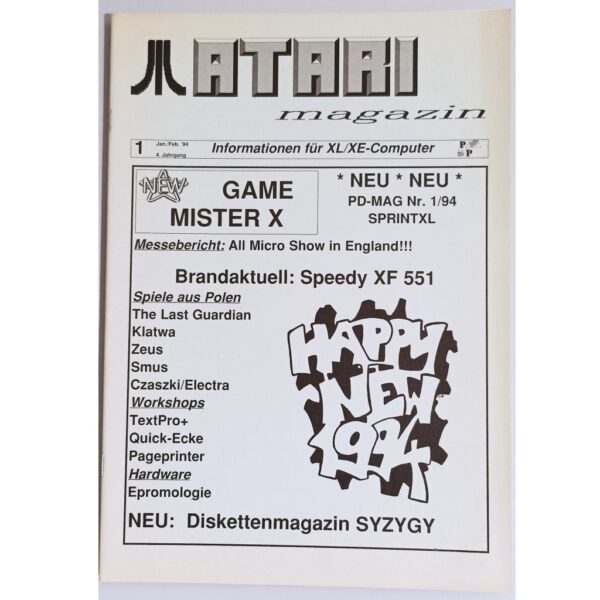 ATARI
magazin
1 Jan./Feb. '94
4. Jahrgang
Informationen für XL/XE-Computer
P P
NEW
GAME
MISTER X
* NEU * NEU *
PD-MAG Nr. 1/94
SPRINTXL
Messebericht: All Micro Show in England!!!
Brandaktuell: Speedy XF 551
Spiele aus Polen
The Last Guardian
Klatwa
Zeus
Smus
Czaszki/Electra
Workshops
TextPro+
Quick-Ecke
Pageprinter
Hardware
Epromologie
HAPPY
NEW
1994
NEU: Diskettenmagazin SYZYGY